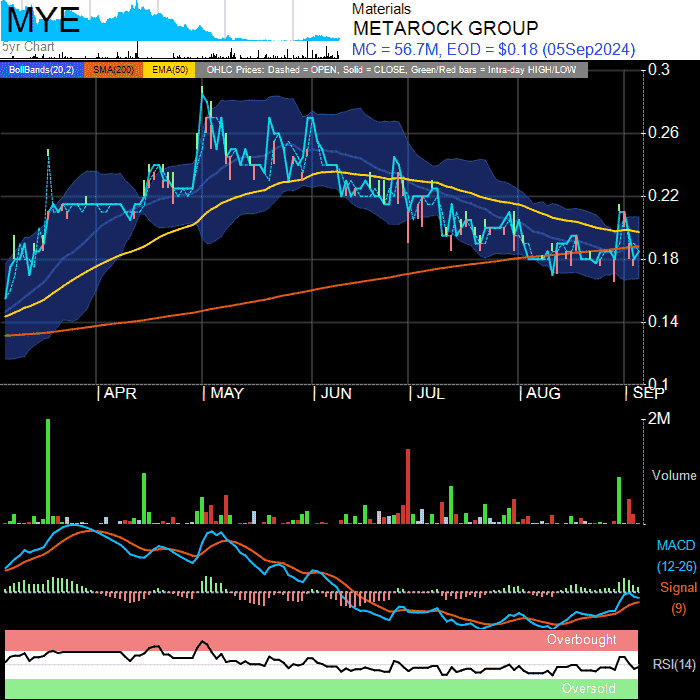 MYE
5yr Chart
Materials
METAROCK GROUP
MC = 56.7M, EOD = $0.18 (05Sep2024)
BollBands(20,2) SMA(200) EMA(50) OHLC Prices: Dashed = OPEN, Solid = CLOSE, Green/Red bars = Intra-day HIGH/LOW
0.3
0.26
0.22
0.18
0.14
0.1
APR MAY JUN JUL AUG SEP
2M
Volume
MACD
(12-26)
Signal
(9)
Overbought
RSI(14)
Oversold